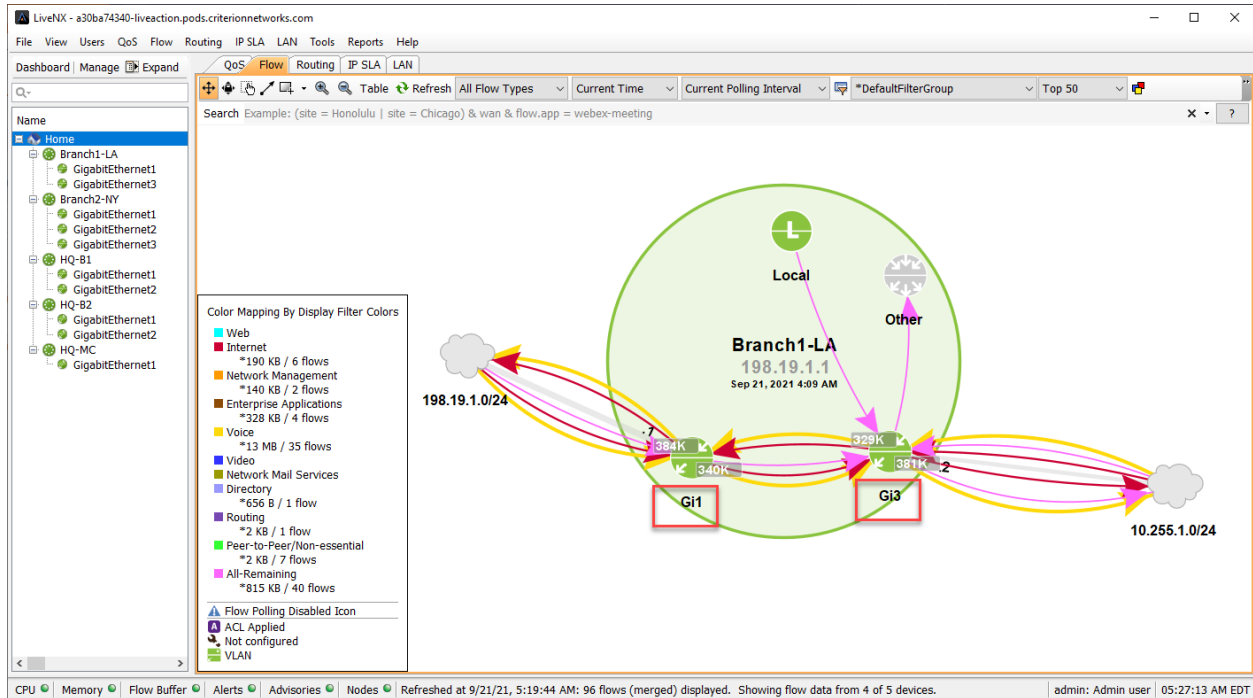 LiveNX - a30ba74340-liveaction.pods.criterionnetworks.com
File View Users QoS Flow Routing IP SLA LAN Tools Reports Help
Dashboard | Manage Expand
QoS Flow Routing IP SLA LAN
Table Refresh All Flow Types Current Time Current Polling Interval *DefaultFilterGroup Top 50
Search Example: (site = Honolulu | site = Chicago) & wan & flow.app = webex-meeting ?
Name
Home
Branch1-LA
GigabitEthernet1
GigabitEthernet3
Branch2-NY
GigabitEthernet1
GigabitEthernet2
GigabitEthernet3
HQ-B1
GigabitEthernet1
GigabitEthernet2
HQ-B2
GigabitEthernet1
GigabitEthernet2
HQ-MC
GigabitEthernet1
Color Mapping By Display Filter Colors
Web
Internet
*190 KB / 6 flows
Network Management
*140 KB / 2 flows
Enterprise Applications
*328 KB / 4 flows
Voice
*13 MB / 35 flows
Video
Network Mail Services
Directory
*656 B / 1 flow
Routing
*2 KB / 1 flow
Peer-to-Peer/Non-essential
*2 KB / 7 flows
All-Remaining
*815 KB / 40 flows
Flow Polling Disabled Icon
A ACL Applied
Not configured
VLAN
L
Local
Other
Branch1-LA
198.19.1.1
Sep 21, 2021 4:09 AM
198.19.1.0/24
.1
384K
340K
Gi1
329K
381K
.2
Gi3
10.255.1.0/24
CPU Memory Flow Buffer Alerts Advisories Nodes Refreshed at 9/21/21, 5:19:44 AM: 96 flows (merged) displayed. Showing flow data from 4 of 5 devices. admin: Admin user 05:27:13 AM EDT